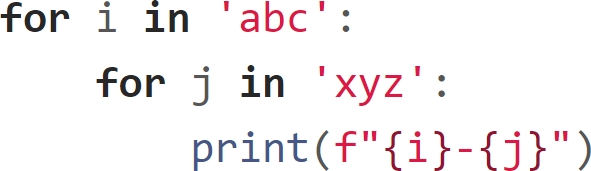 for i in 'abc':
    for j in 'xyz':
        print(f"{i}-{j}")